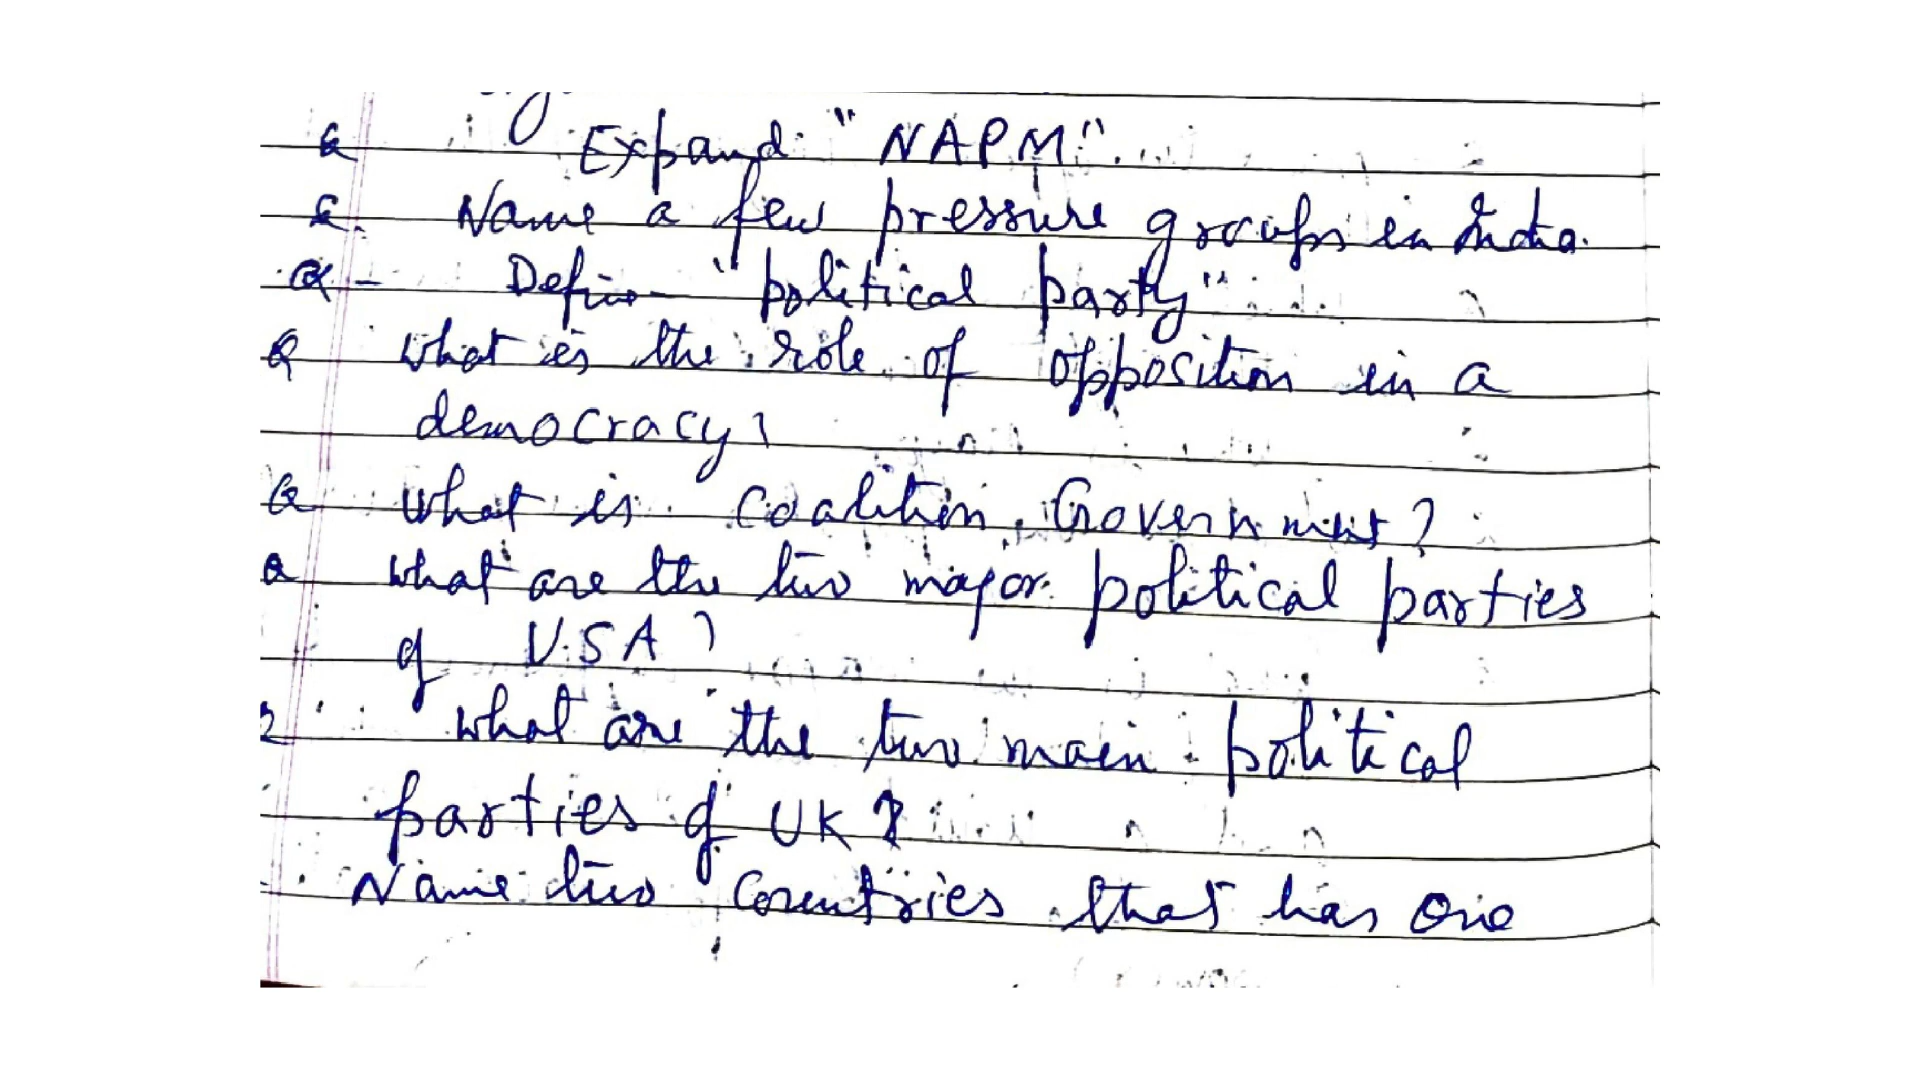 Q Expand "NAPM".
Q. Name a few pressure groups in India.
Q - Define "political party"
Q What is the role of opposition in a
democracy?
Q What is coalition Government?
Q What are the two major political parties
of U.S.A?
Q What are the two main political
parties of UK?
Name two countries that has one